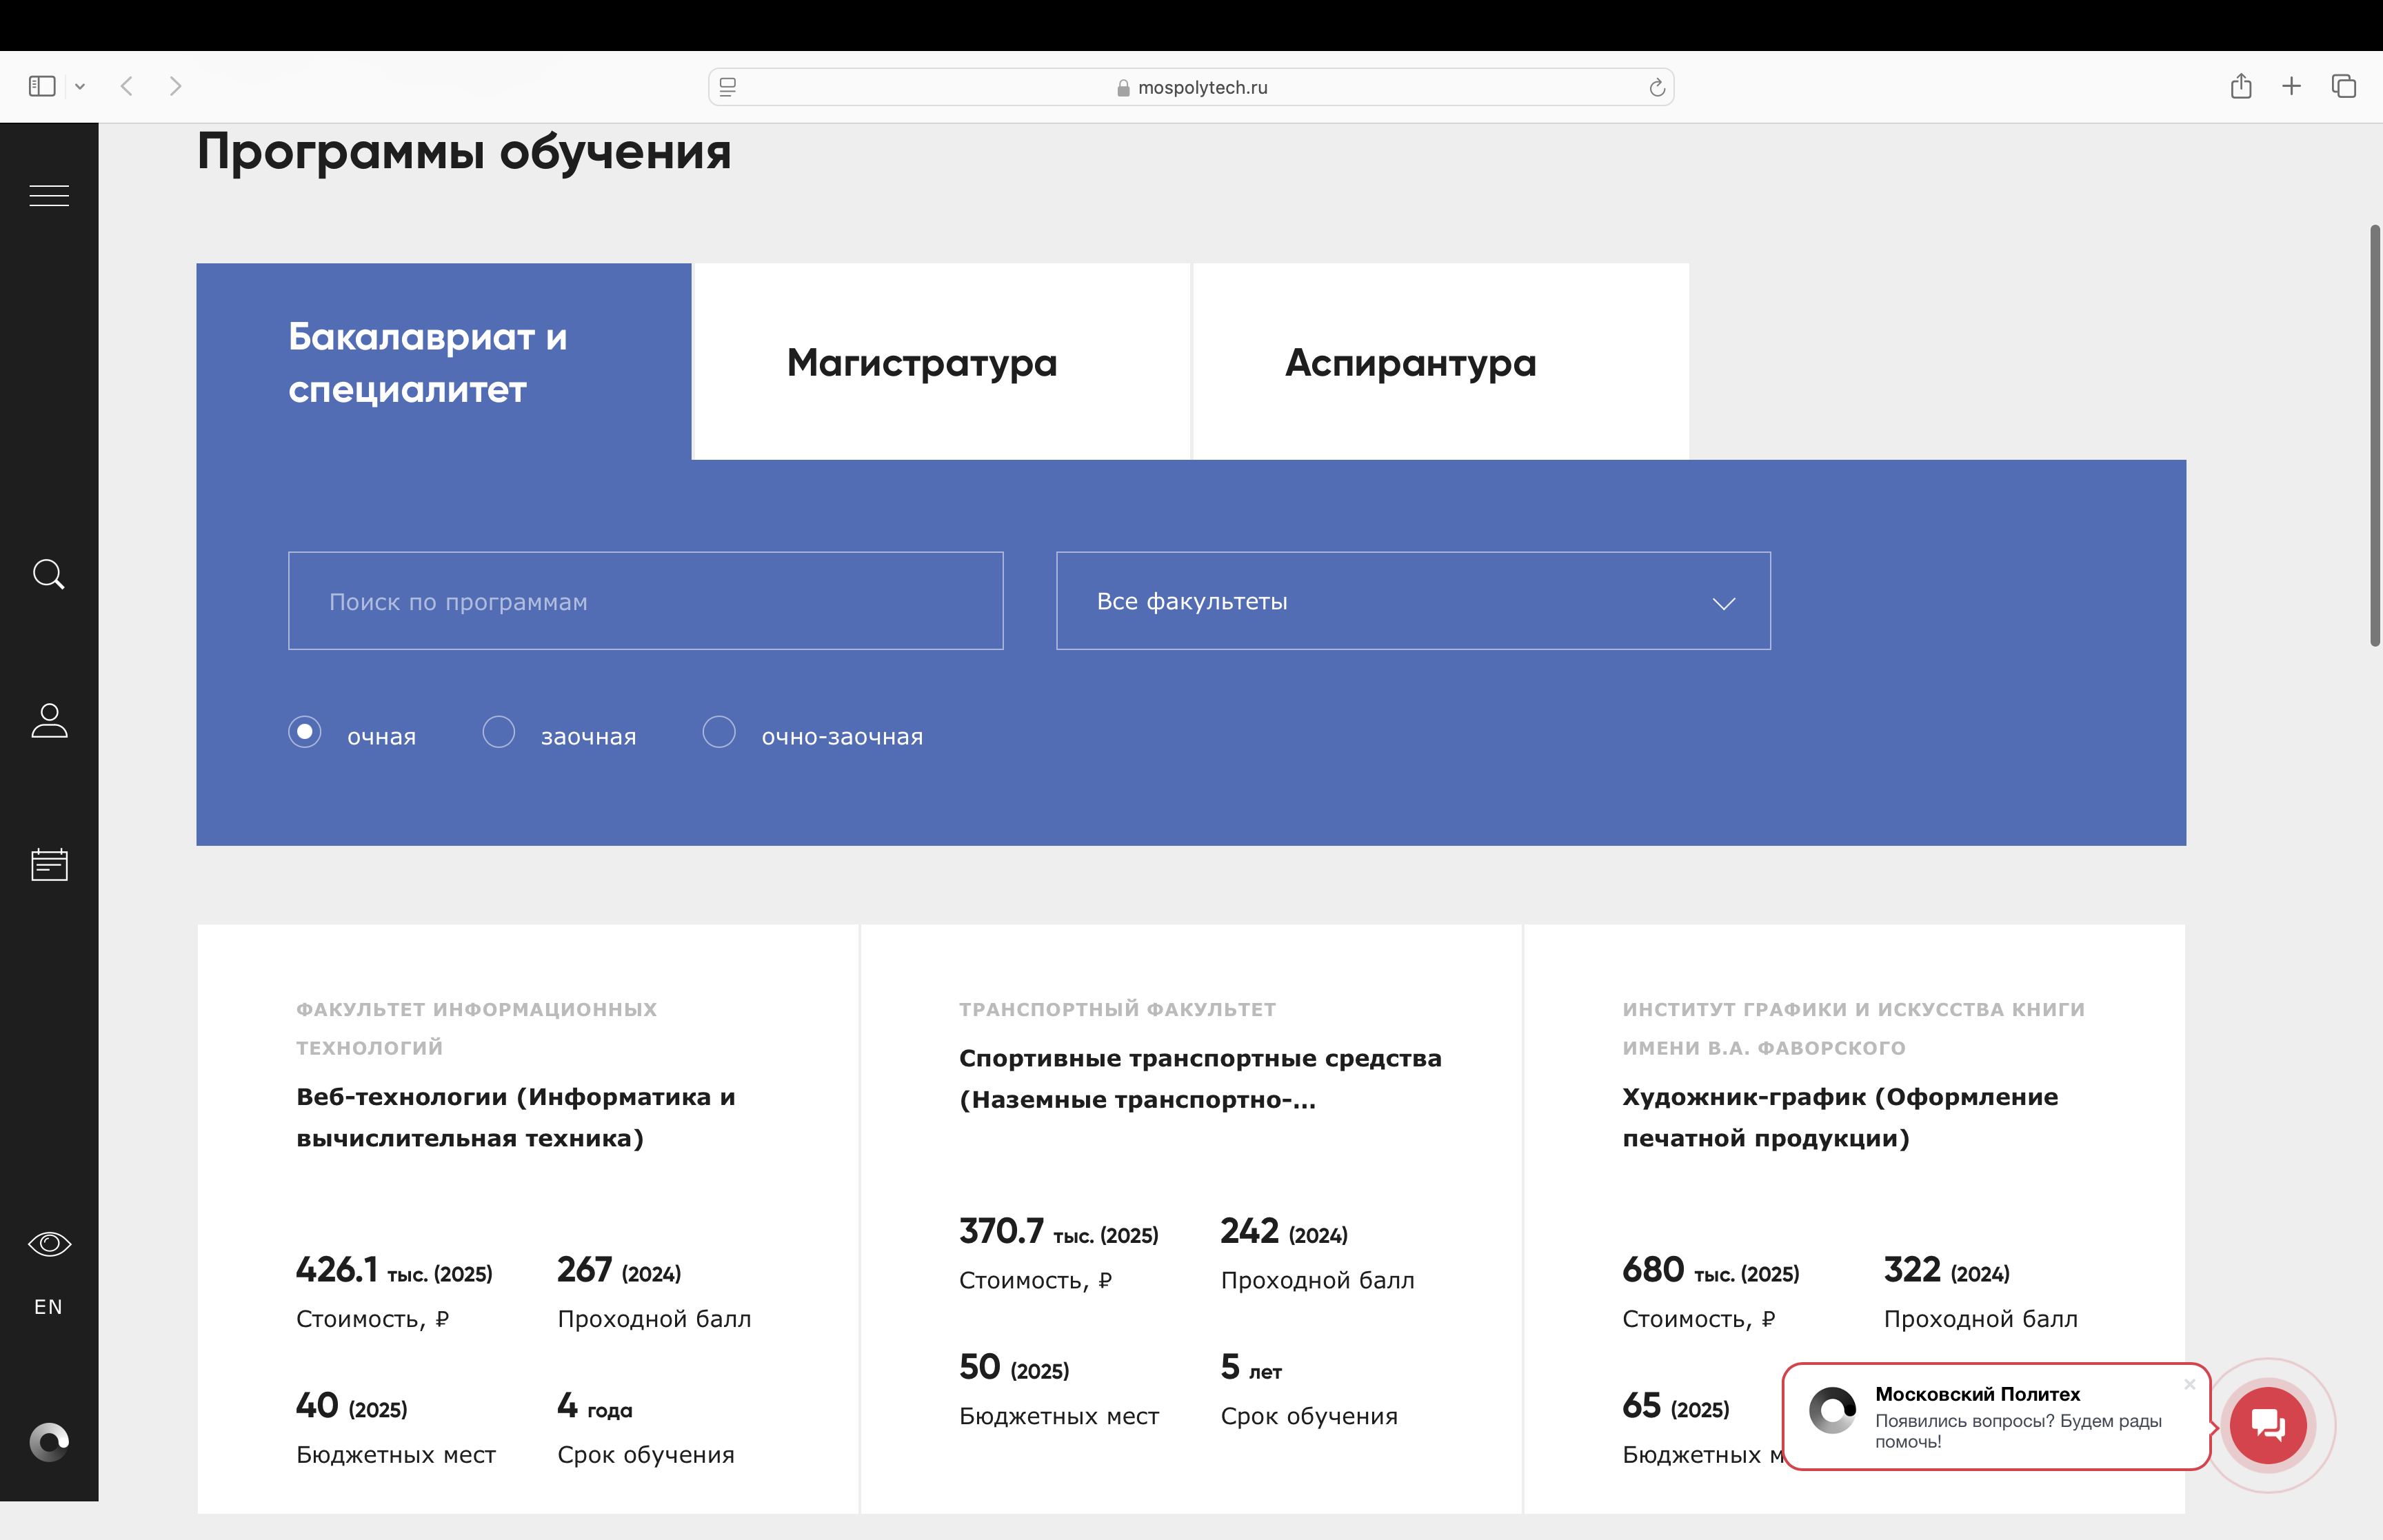 mospolytech.ru
Программы обучения
Бакалавриат и
специалитет
Магистратура
Аспирантура
Поиск по программам
Все факультеты
очная
заочная
очно-заочная
ФАКУЛЬТЕТ ИНФОРМАЦИОННЫХ
ТЕХНОЛОГИЙ
Веб-технологии (Информатика и
вычислительная техника)
426.1 тыс. (2025)
267 (2024)
Стоимость, ₽
Проходной балл
40 (2025)
4 года
Бюджетных мест
Срок обучения
ТРАНСПОРТНЫЙ ФАКУЛЬТЕТ
Спортивные транспортные средства
(Наземные транспортно-...
370.7 тыс. (2025)
242 (2024)
Стоимость, ₽
Проходной балл
50 (2025)
5 лет
Бюджетных мест
Срок обучения
ИНСТИТУТ ГРАФИКИ И ИСКУССТВА КНИГИ
ИМЕНИ В.А. ФАВОРСКОГО
Художник-график (Оформление
печатной продукции)
680 тыс. (2025)
322 (2024)
Стоимость, ₽
Проходной балл
65 (2025)
Бюджетных м
Московский Политех
Появились вопросы? Будем рады
помочь!
EN